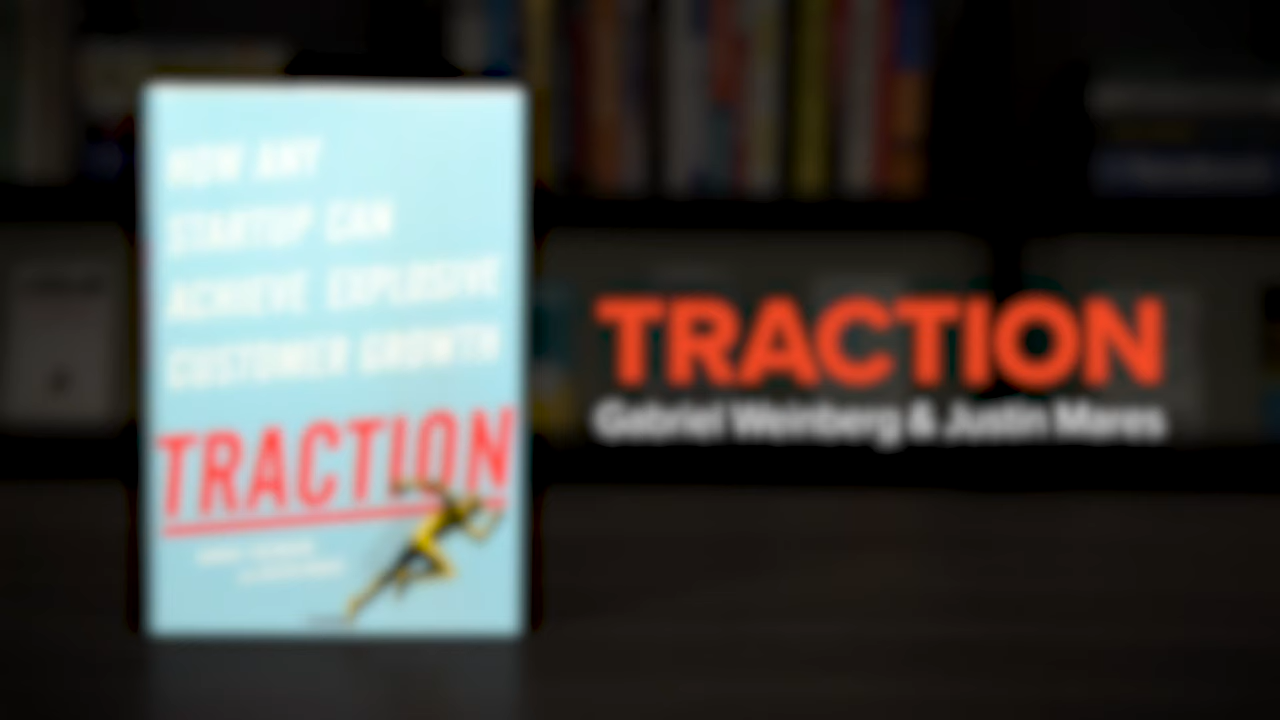 HOW ANY
STARTUP CAN
ACHIEVE EXPLOSIVE
CUSTOMER GROWTH
TRACTION
TRACTION
Gabriel Weinberg & Justin Mares